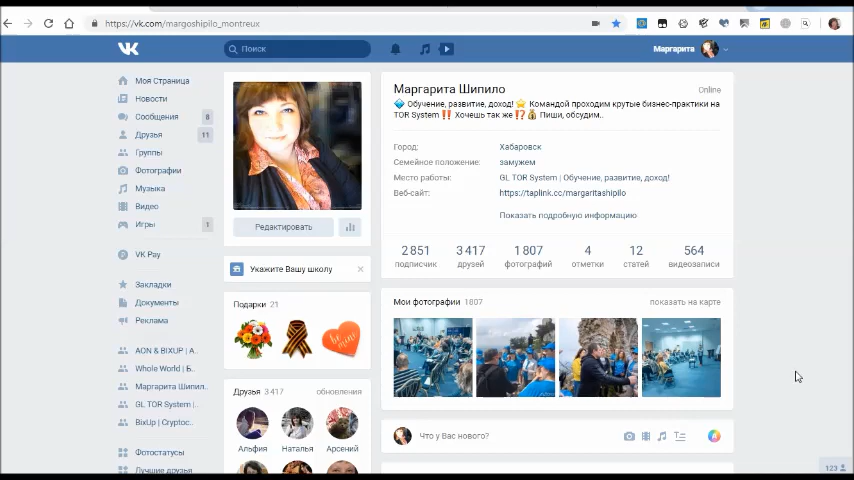 https://vk.com/margoshipilo_montreux
Поиск
Маргарита
Моя Страница
Новости
Сообщения 8
Друзья 11
Группы
Фотографии
Музыка
Видео
Игры 1
VK Pay
Закладки
Документы
Реклама
AON & BIXUP | A..
Whole World | Б..
Маргарита Шипил..
GL TOR System |..
BixUp | Cryptoc..
Фотостатусы
Лучшие друзья
Редактировать
Укажите Вашу школу
Подарки 21
be mine
Друзья 3 417 обновления
Альфия Наталья Арсений
Маргарита Шипило Online
Обучение, развитие, доход! Командой проходим крутые бизнес-практики на
TOR System ‼ Хочешь так же ⁉ Пиши, обсудим..
Город: Хабаровск
Семейное положение: замужем
Место работы: GL TOR System | Обучение, развитие, доход!
Веб-сайт: https://taplink.cc/margaritashipilo
Показать подробную информацию
2 851 3 417 1 807 4 12 564
подписчик друзей фотографий отметки статей видеозаписи
Мои фотографии 1807 показать на карте
Что у Вас нового?
123